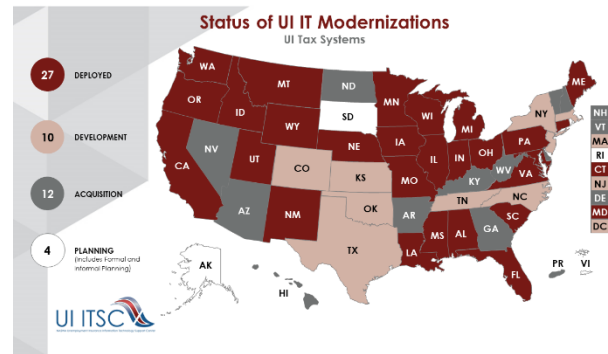 Status of UI IT Modernizations
UI Tax Systems
27 DEPLOYED
10 DEVELOPMENT
12 ACQUISITION
4 PLANNING
(includes Formal and
Informal Planning)
WA
OR
CA
NV
ID
MT
WY
UT
AZ
NM
CO
ND
SD
NE
KS
OK
TX
MN
IA
MO
AR
LA
WI
IL
MI
IN
OH
KY
TN
MS
AL
GA
FL
SC
NC
VA
WV
PA
NY
ME
NH
VT
MA
RI
CT
NJ
DE
MD
DC
AK
HI
PR
VI
UI ITSC